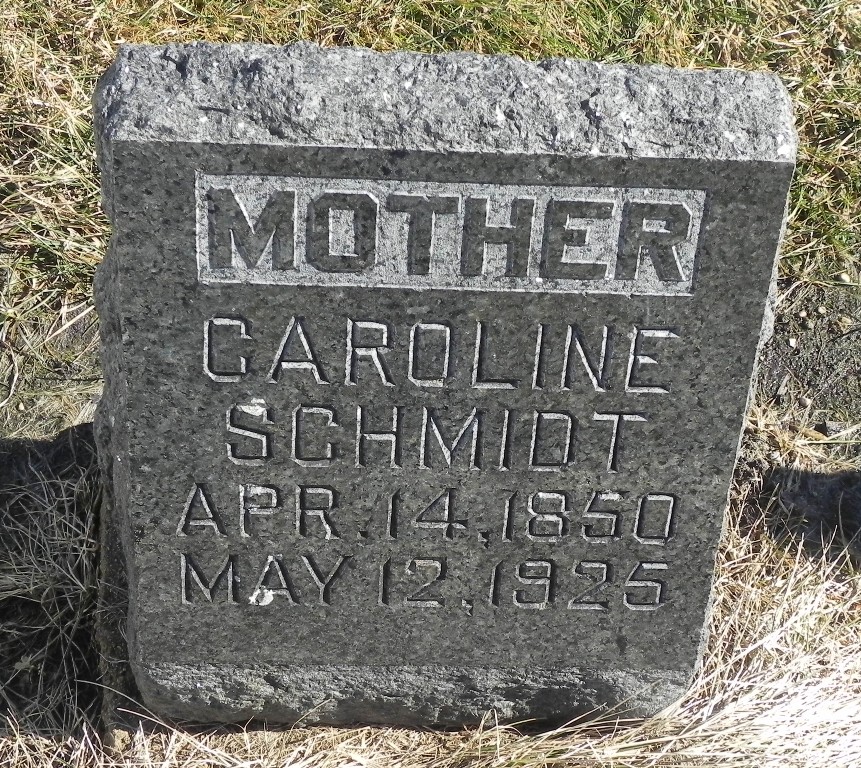 MOTHER
CAROLINE
SCHMIDT
APR. 14, 1850
MAY 12, 1925